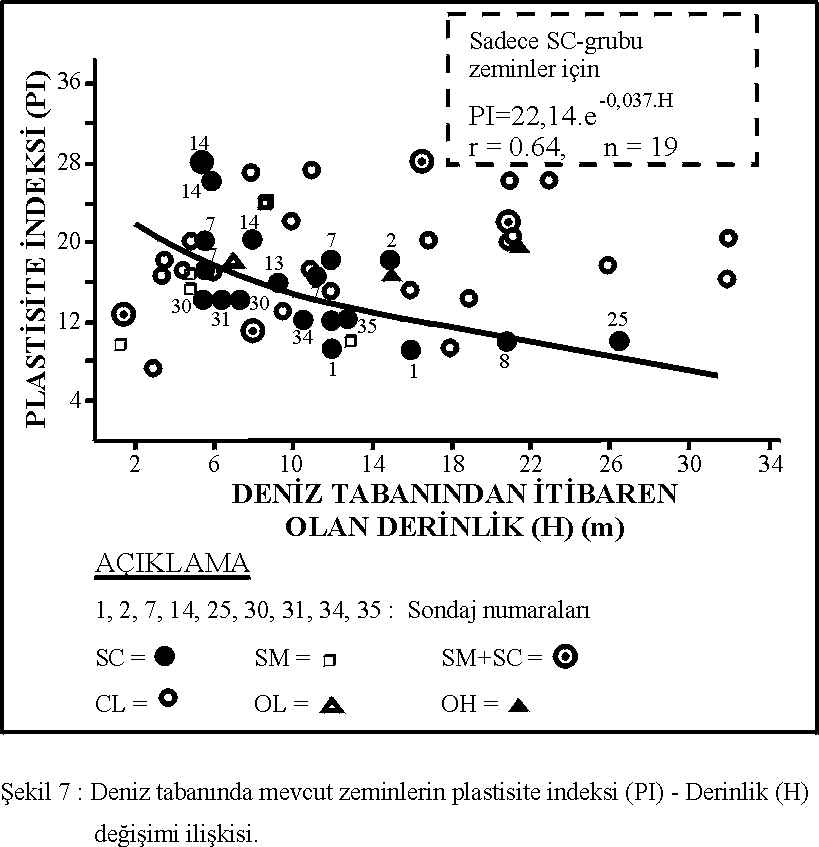 Sadece SC-grubu
zeminler için
PI=22,14.e^-0,037.H
r = 0.64, n = 19
PLASTİSİTE İNDEKSİ (PI)
36
28
20
12
4
14
14
7
14
7
2
7
13
7
30
31
30
34
35
1
1
8
25
2 6 10 14 18 22 26 30 34
DENİZ TABANINDAN İTİBAREN
OLAN DERİNLİK (H) (m)
AÇIKLAMA
1, 2, 7, 14, 25, 30, 31, 34, 35 : Sondaj numaraları
SC = SM = SM+SC =
CL = OL = OH =
Şekil 7 : Deniz tabanında mevcut zeminlerin plastisite indeksi (PI) - Derinlik (H)
değişimi ilişkisi.